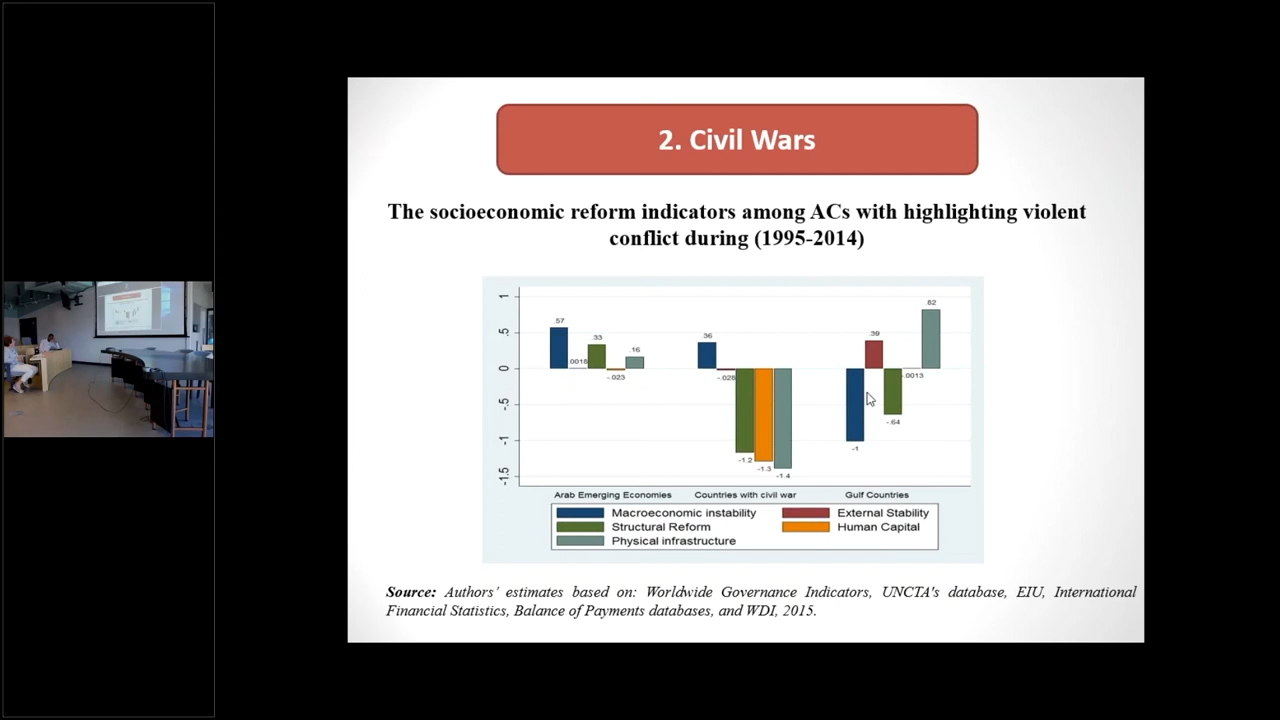 2. Civil Wars
The socioeconomic reform indicators among ACs with highlighting violent
conflict during (1995-2014)
1
.5
0
-.5
-1
-1.5
.57
.0018
.33
-.023
.16
.36
-.028
-1.2
-1.3
-1.4
-1
.39
-.64
-.0013
.82
Arab Emerging Economies
Countries with civil war
Gulf Countries
Macroeconomic instability
External Stability
Structural Reform
Human Capital
Physical infrastructure
Source: Authors' estimates based on: Worldwide Governance Indicators, UNCTA's database, EIU, International
Financial Statistics, Balance of Payments databases, and WDI, 2015.